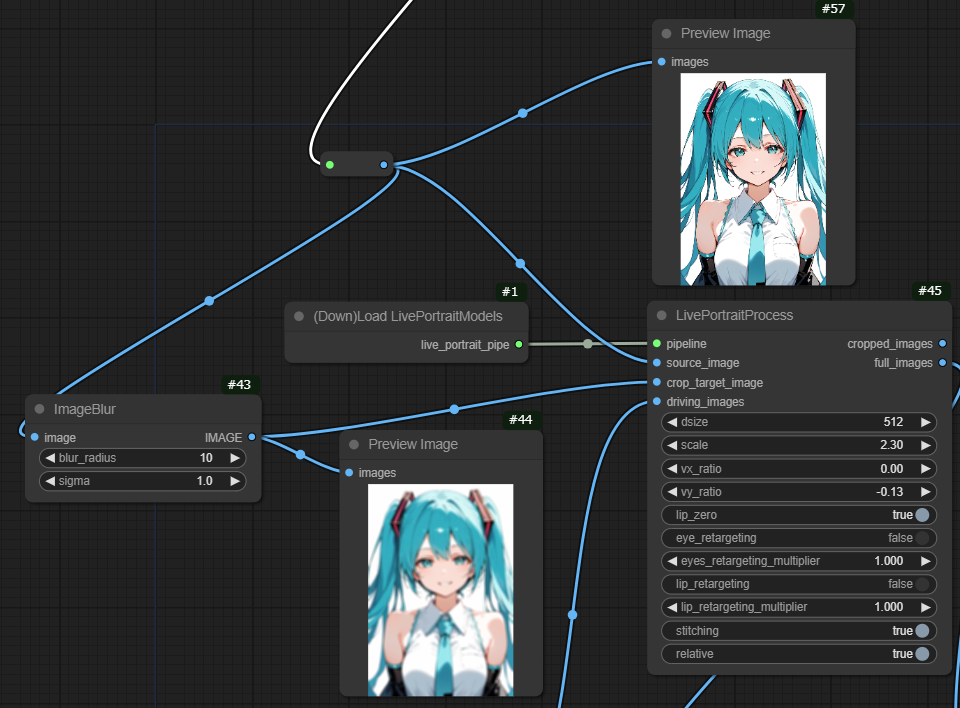 #57
Preview Image
images
#1
(Down)Load LivePortraitModels
live_portrait_pipe
#45
LivePortraitProcess
pipeline cropped_images
source_image full_images
crop_target_image
driving_images
dsize 512
scale 2.30
vx_ratio 0.00
vy_ratio -0.13
lip_zero true
eye_retargeting false
eyes_retargeting_multiplier 1.000
lip_retargeting false
lip_retargeting_multiplier 1.000
stitching true
relative true
#43
ImageBlur
image IMAGE
blur_radius 10
sigma 1.0
#44
Preview Image
images